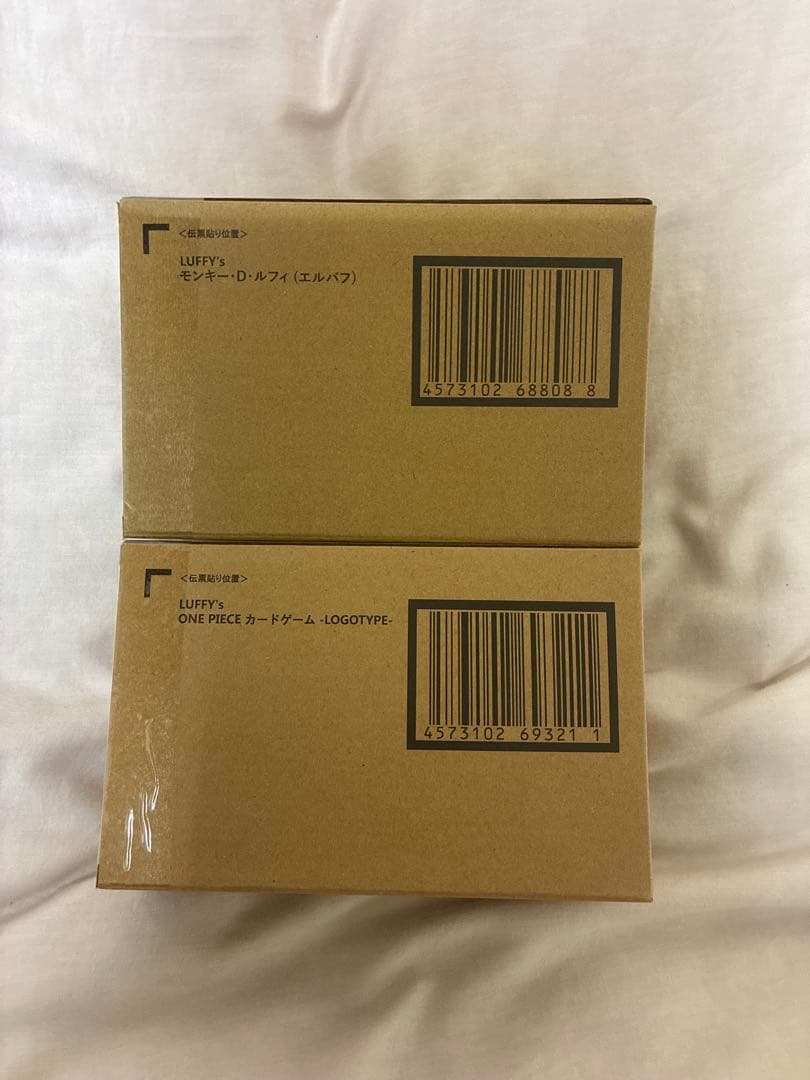 <伝票貼り位置>
LUFFY's
モンキー・D・ルフィ (エルバフ)
4573102 68808 8
<伝票貼り位置>
LUFFY's
ONE PIECE カードゲーム -LOGOTYPE-
4573102 69321 1